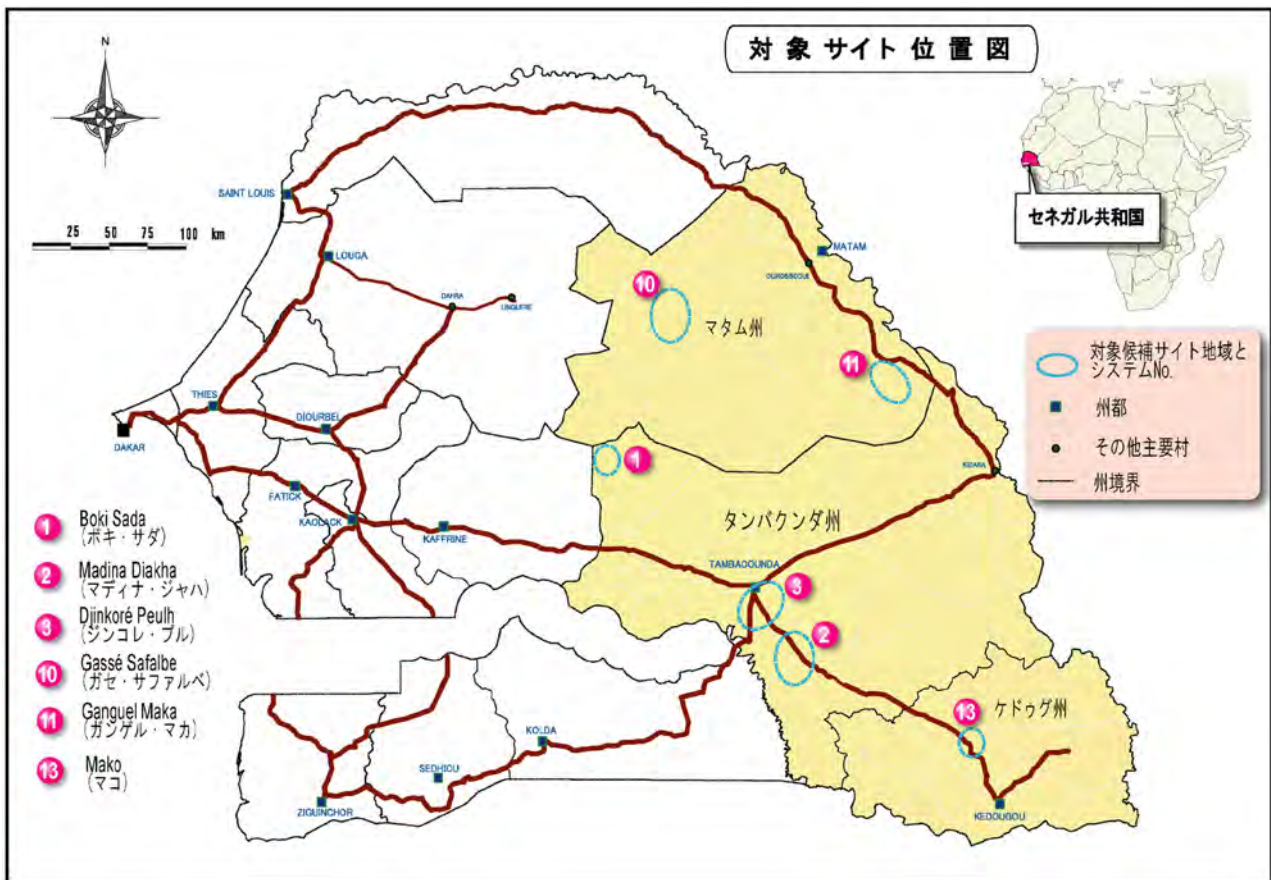 対象サイト位置図
N
25 50 75 100 km
セネガル共和国
対象候補サイト地域と
システムNo.
州都
その他主要村
州境界
SAINT LOUIS
LOUGA
DAHRA
LINGUERE
MATAM
マタム州
10
11
THIES
DIOURBEL
DAKAR
FATICK
KAOLACK
KAFFRINE
1
KIDIRA
タンバクンダ州
TAMBACOUNDA
3
2
13
ケドゥグ州
KEDOUGOU
KOLDA
SEDHIOU
ZIGUINCHOR
1 Boki Sada
(ボキ・サダ)
2 Madina Diakha
(マディナ・ジャハ)
3 Djinkoré Peulh
(ジンコレ・プル)
10 Gassé Safalbe
(ガセ・サファルベ)
11 Ganguel Maka
(ガンゲル・マカ)
13 Mako
(マコ)